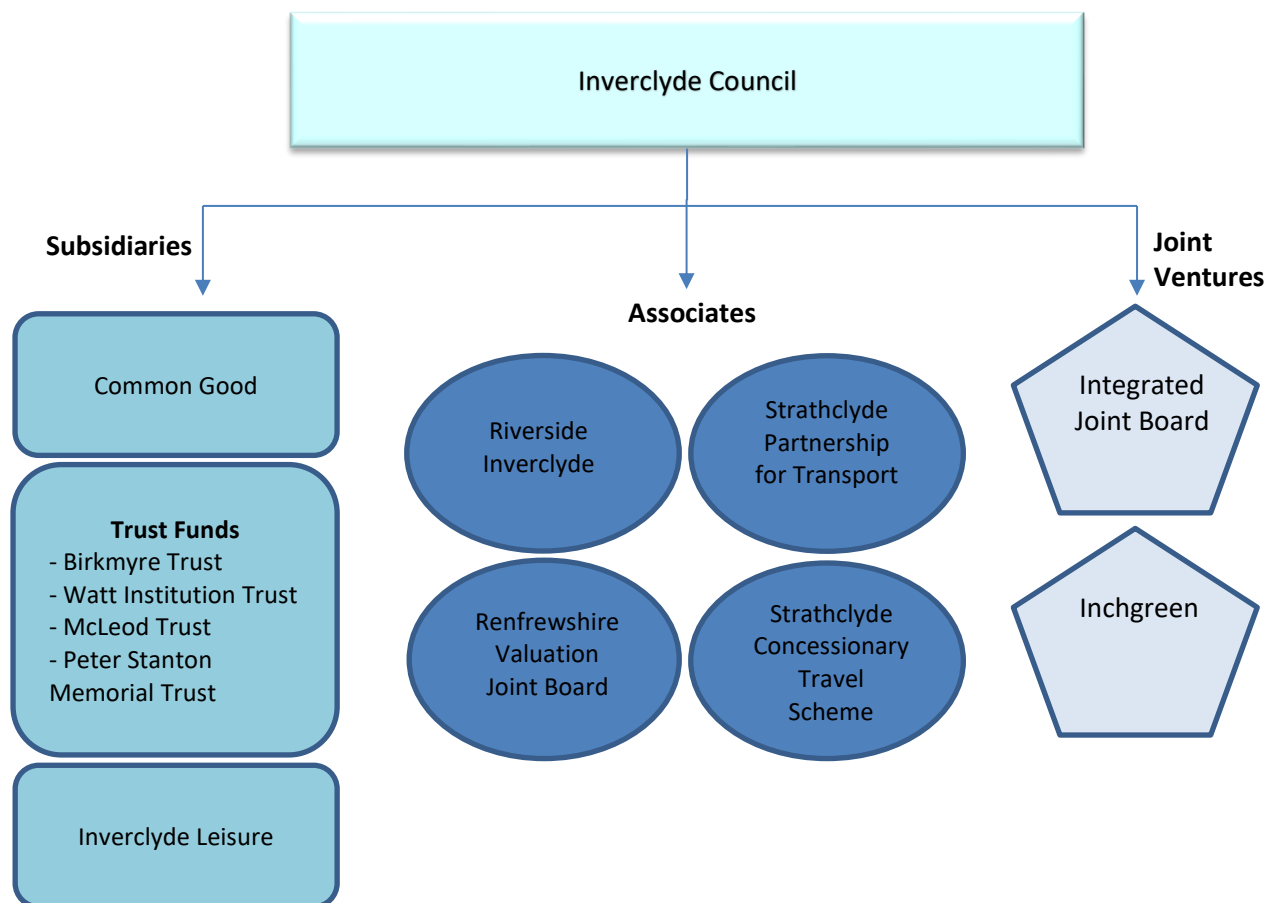 Inverclyde Council
Subsidiaries
Common Good
Trust Funds
- Birkmyre Trust
- Watt Institution Trust
- McLeod Trust
- Peter Stanton
Memorial Trust
Inverclyde Leisure
Associates
Riverside
Inverclyde
Strathclyde
Partnership
for Transport
Renfrewshire
Valuation
Joint Board
Strathclyde
Concessionary
Travel
Scheme
Joint
Ventures
Integrated
Joint Board
Inchgreen